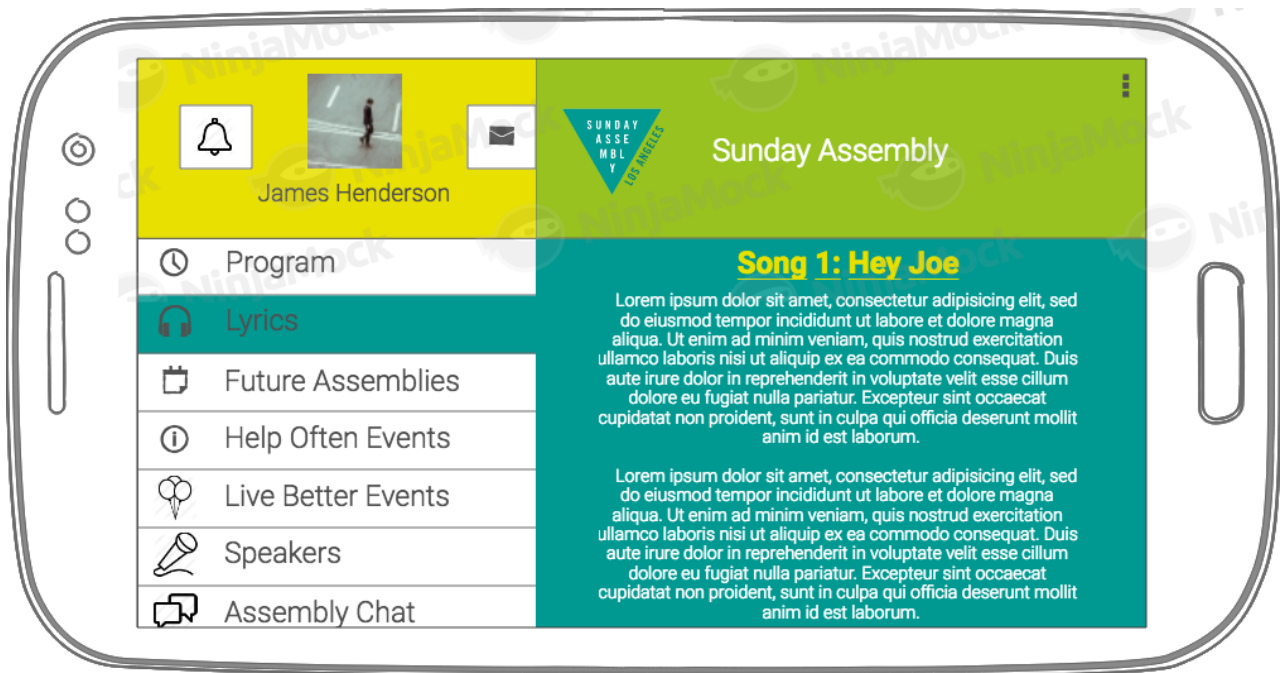 James Henderson
Program
Lyrics
Future Assemblies
Help Often Events
Live Better Events
Speakers
Assembly Chat
SUNDAY
ASSE
MBL
Y
LOS ANGELES
Sunday Assembly
Song 1: Hey Joe
Lorem ipsum dolor sit amet, consectetur adipisicing elit, sed
do eiusmod tempor incididunt ut labore et dolore magna
aliqua. Ut enim ad minim veniam, quis nostrud exercitation
ullamco laboris nisi ut aliquip ex ea commodo consequat. Duis
aute irure dolor in reprehenderit in voluptate velit esse cillum
dolore eu fugiat nulla pariatur. Excepteur sint occaecat
cupidatat non proident, sunt in culpa qui officia deserunt mollit
anim id est laborum.
Lorem ipsum dolor sit amet, consectetur adipisicing elit, sed
do eiusmod tempor incididunt ut labore et dolore magna
aliqua. Ut enim ad minim veniam, quis nostrud exercitation
ullamco laboris nisi ut aliquip ex ea commodo consequat. Duis
aute irure dolor in reprehenderit in voluptate velit esse cillum
dolore eu fugiat nulla pariatur. Excepteur sint occaecat
cupidatat non proident, sunt in culpa qui officia deserunt mollit
anim id est laborum.
NinjaMock
NinjaMock
NinjaMock
NinjaMock
NinjaMock